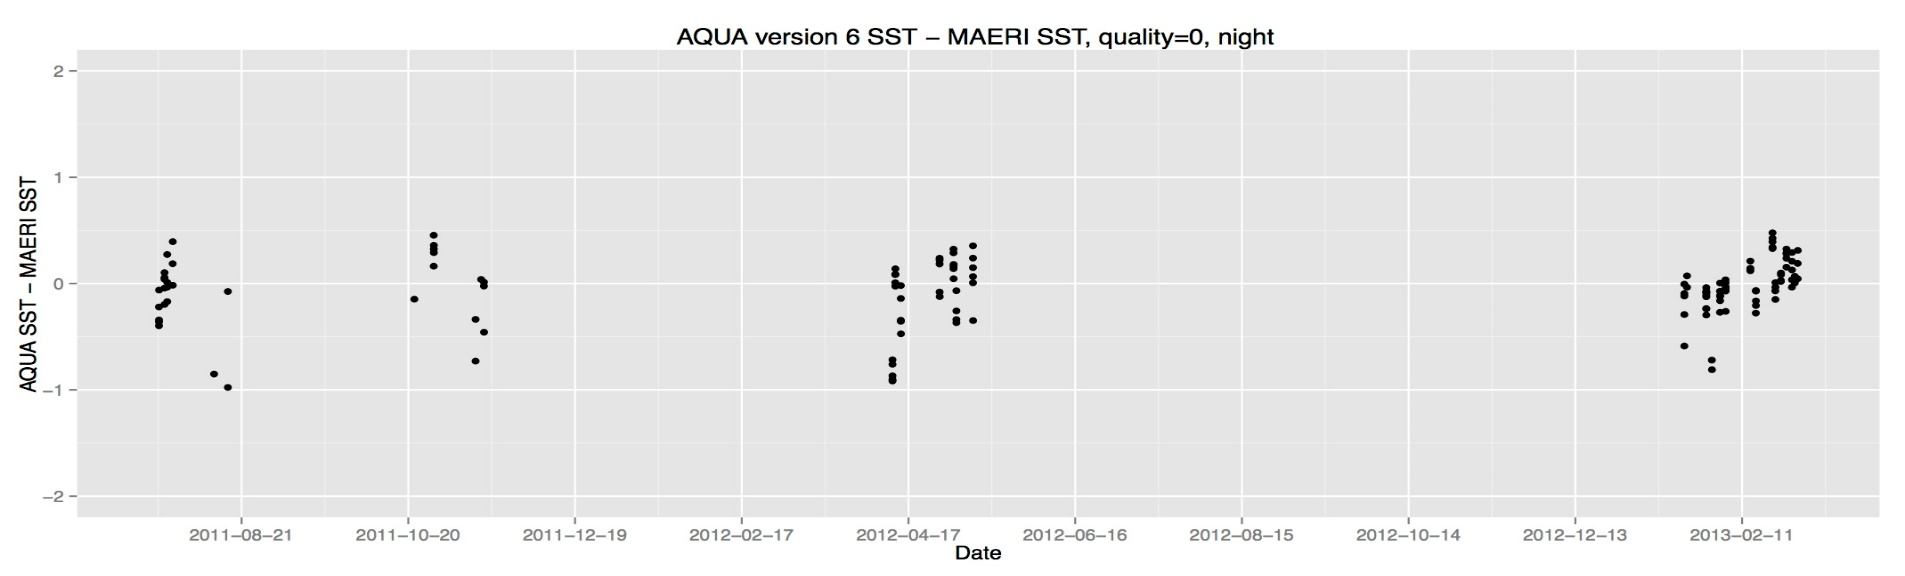 AQUA version 6 SST − MAERI SST, quality=0, night
AQUA SST − MAERI SST
2
1
0
−1
−2
2011−08−21 2011−10−20 2011−12−19 2012−02−17 2012−04−17 2012−06−16 2012−08−15 2012−10−14 2012−12−13 2013−02−11
Date